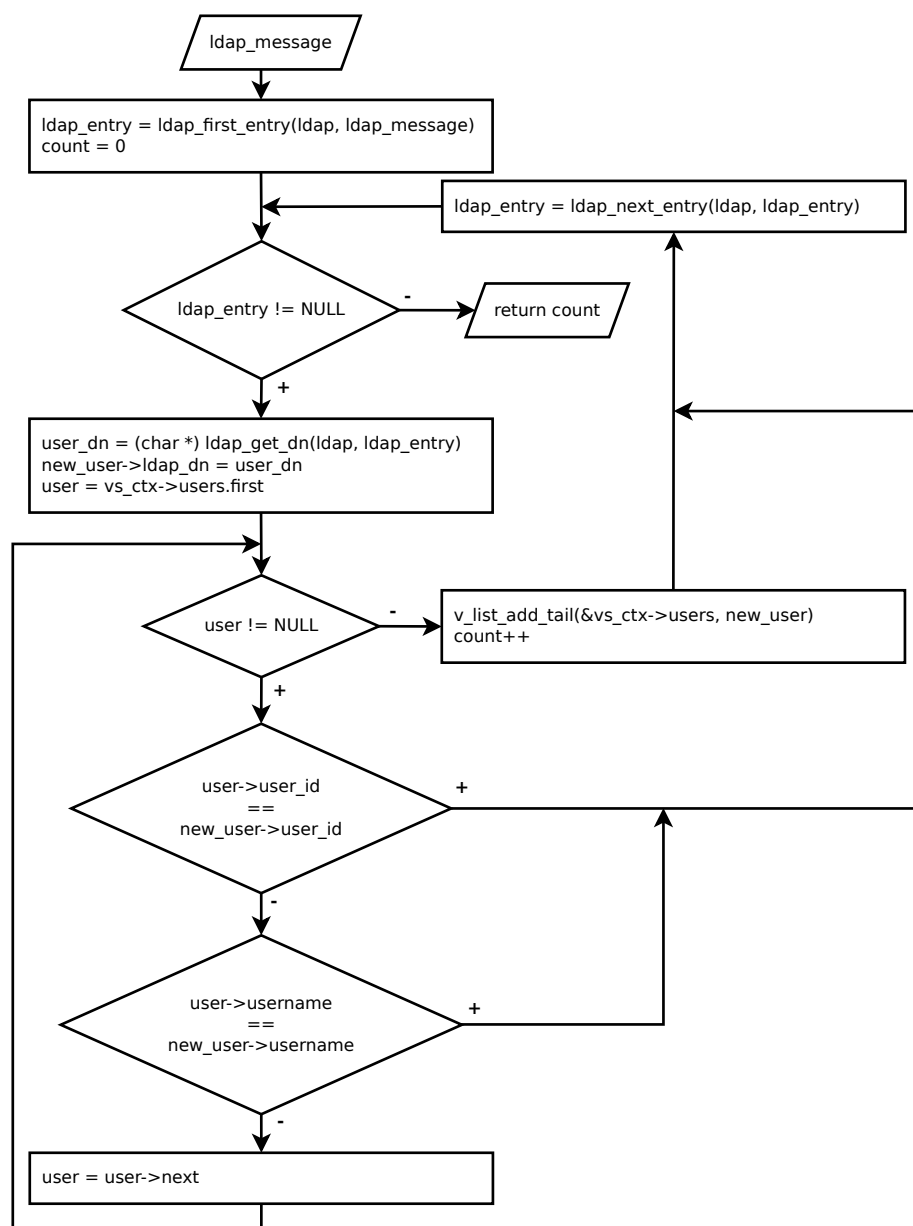 ldap_message
ldap_entry = ldap_first_entry(ldap, ldap_message)
count = 0
ldap_entry = ldap_next_entry(ldap, ldap_entry)
ldap_entry != NULL
-
return count
+
user_dn = (char *) ldap_get_dn(ldap, ldap_entry)
new_user->ldap_dn = user_dn
user = vs_ctx->users.first
user != NULL
-
v_list_add_tail(&vs_ctx->users, new_user)
count++
+
user->user_id
==
new_user->user_id
+
-
user->username
==
new_user->username
+
-
user = user->next